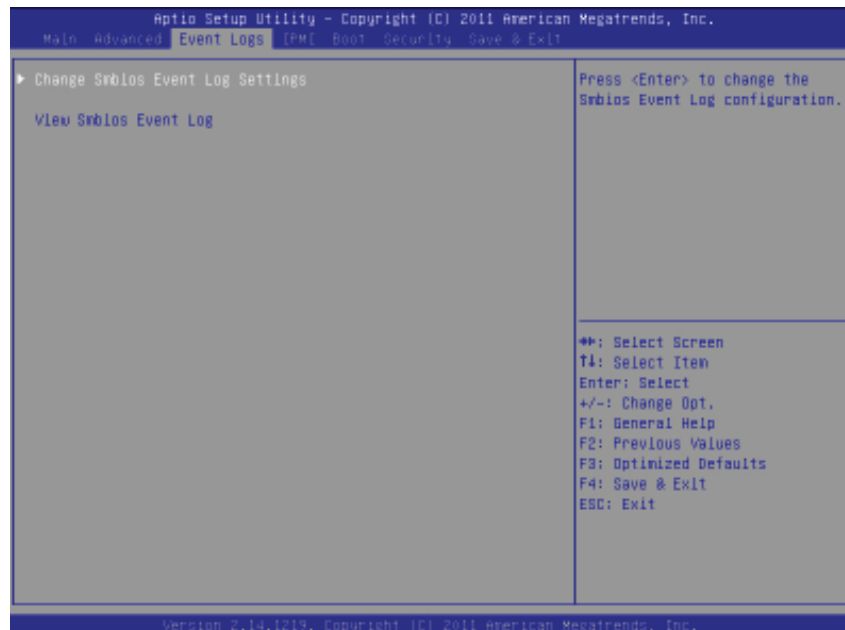 Aptio Setup Utility – Copyright (C) 2011 American Megatrends, Inc.
Main Advanced Event Logs IPMI Boot Security Save & Exit
▶ Change Smbios Event Log Settings
View Smbios Event Log
Press <Enter> to change the
Smbios Event Log configuration.
→←: Select Screen
↑↓: Select Item
Enter: Select
+/-: Change Opt.
F1: General Help
F2: Previous Values
F3: Optimized Defaults
F4: Save & Exit
ESC: Exit
Version 2.14.1219. Copyright (C) 2011 American Megatrends, Inc.